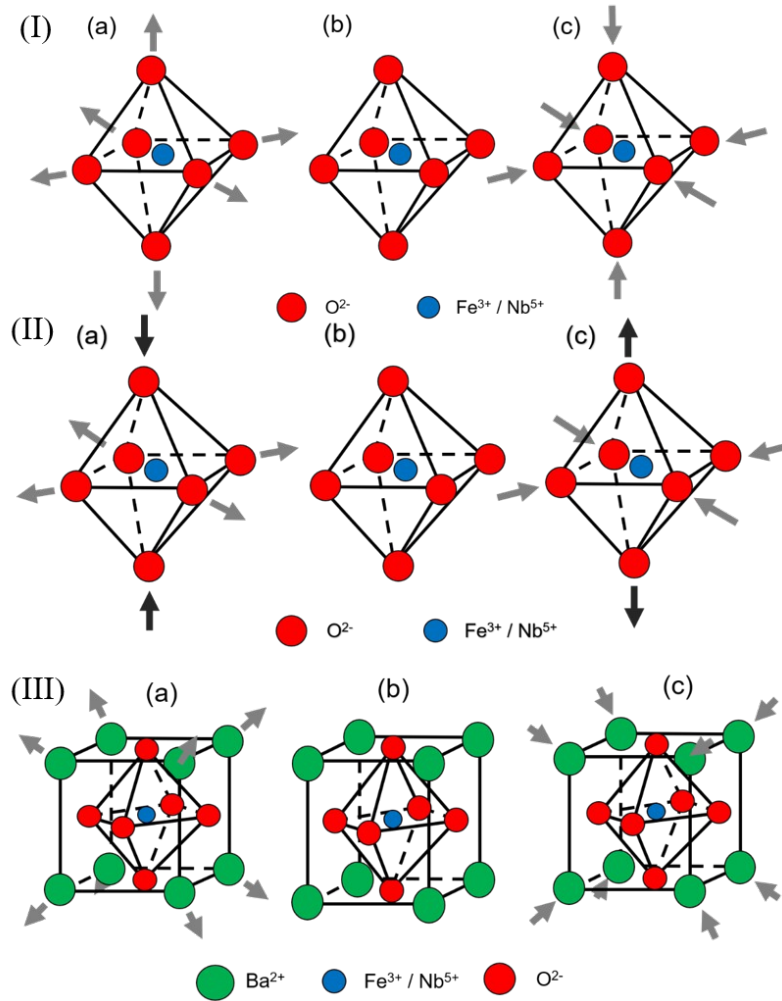 (I) (a) (b) (c)
O²⁻ Fe³⁺ / Nb⁵⁺
(II) (a) (b) (c)
O²⁻ Fe³⁺ / Nb⁵⁺
(III) (a) (b) (c)
Ba²⁺ Fe³⁺ / Nb⁵⁺ O²⁻